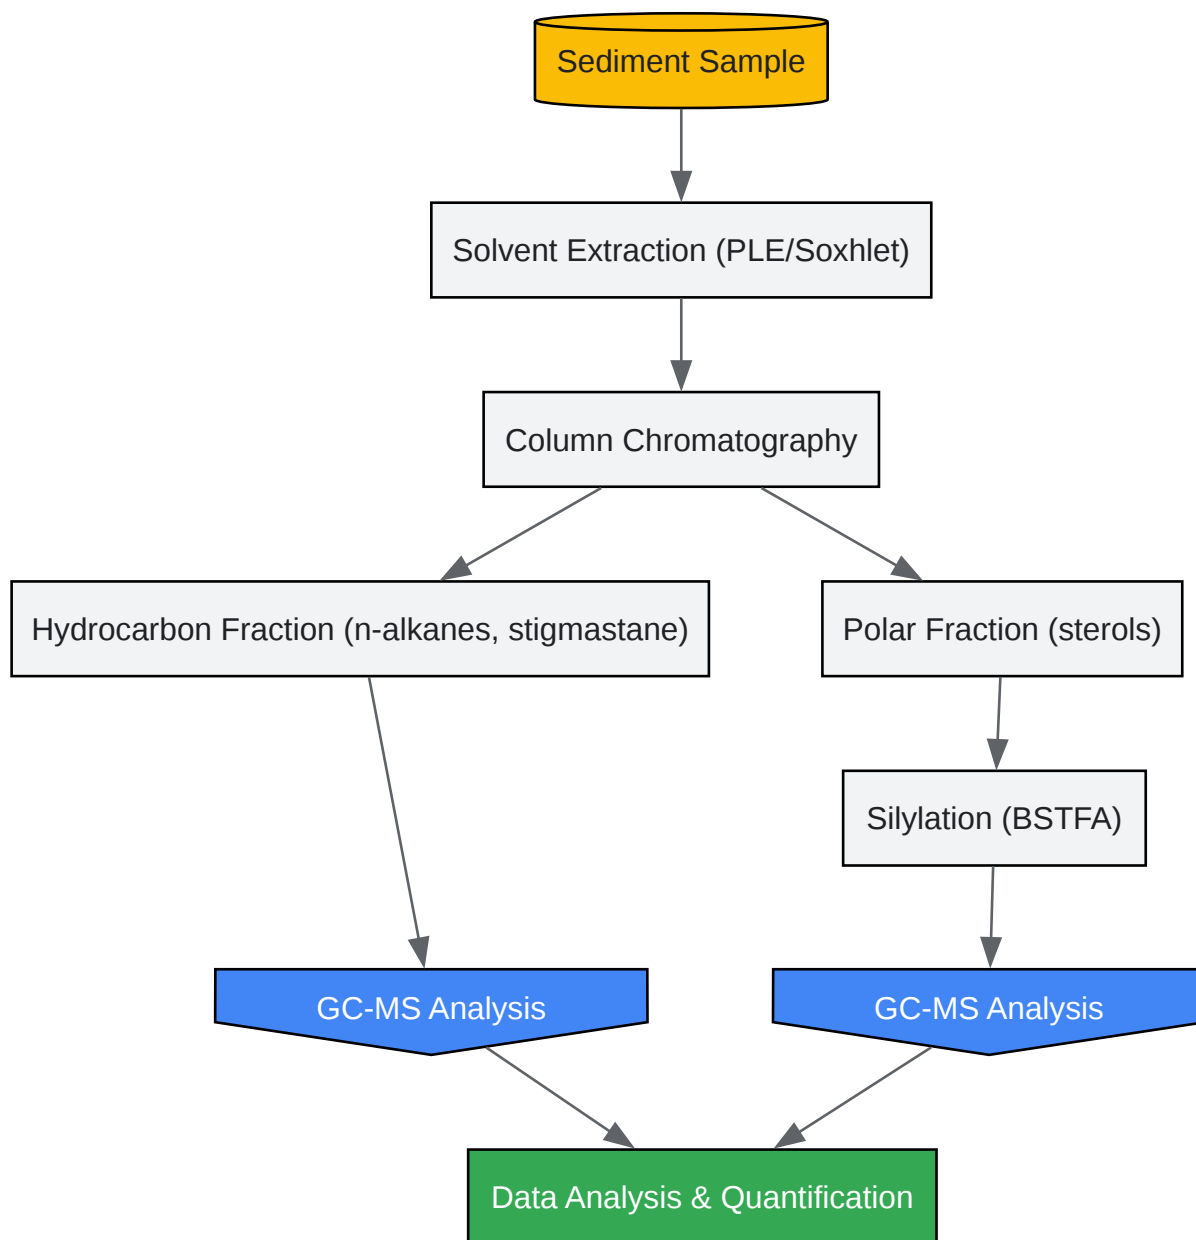 Sediment Sample
Solvent Extraction (PLE/Soxhlet)
Column Chromatography
Hydrocarbon Fraction (n-alkanes, stigmastane)
Polar Fraction (sterols)
Silylation (BSTFA)
GC-MS Analysis
GC-MS Analysis
Data Analysis & Quantification